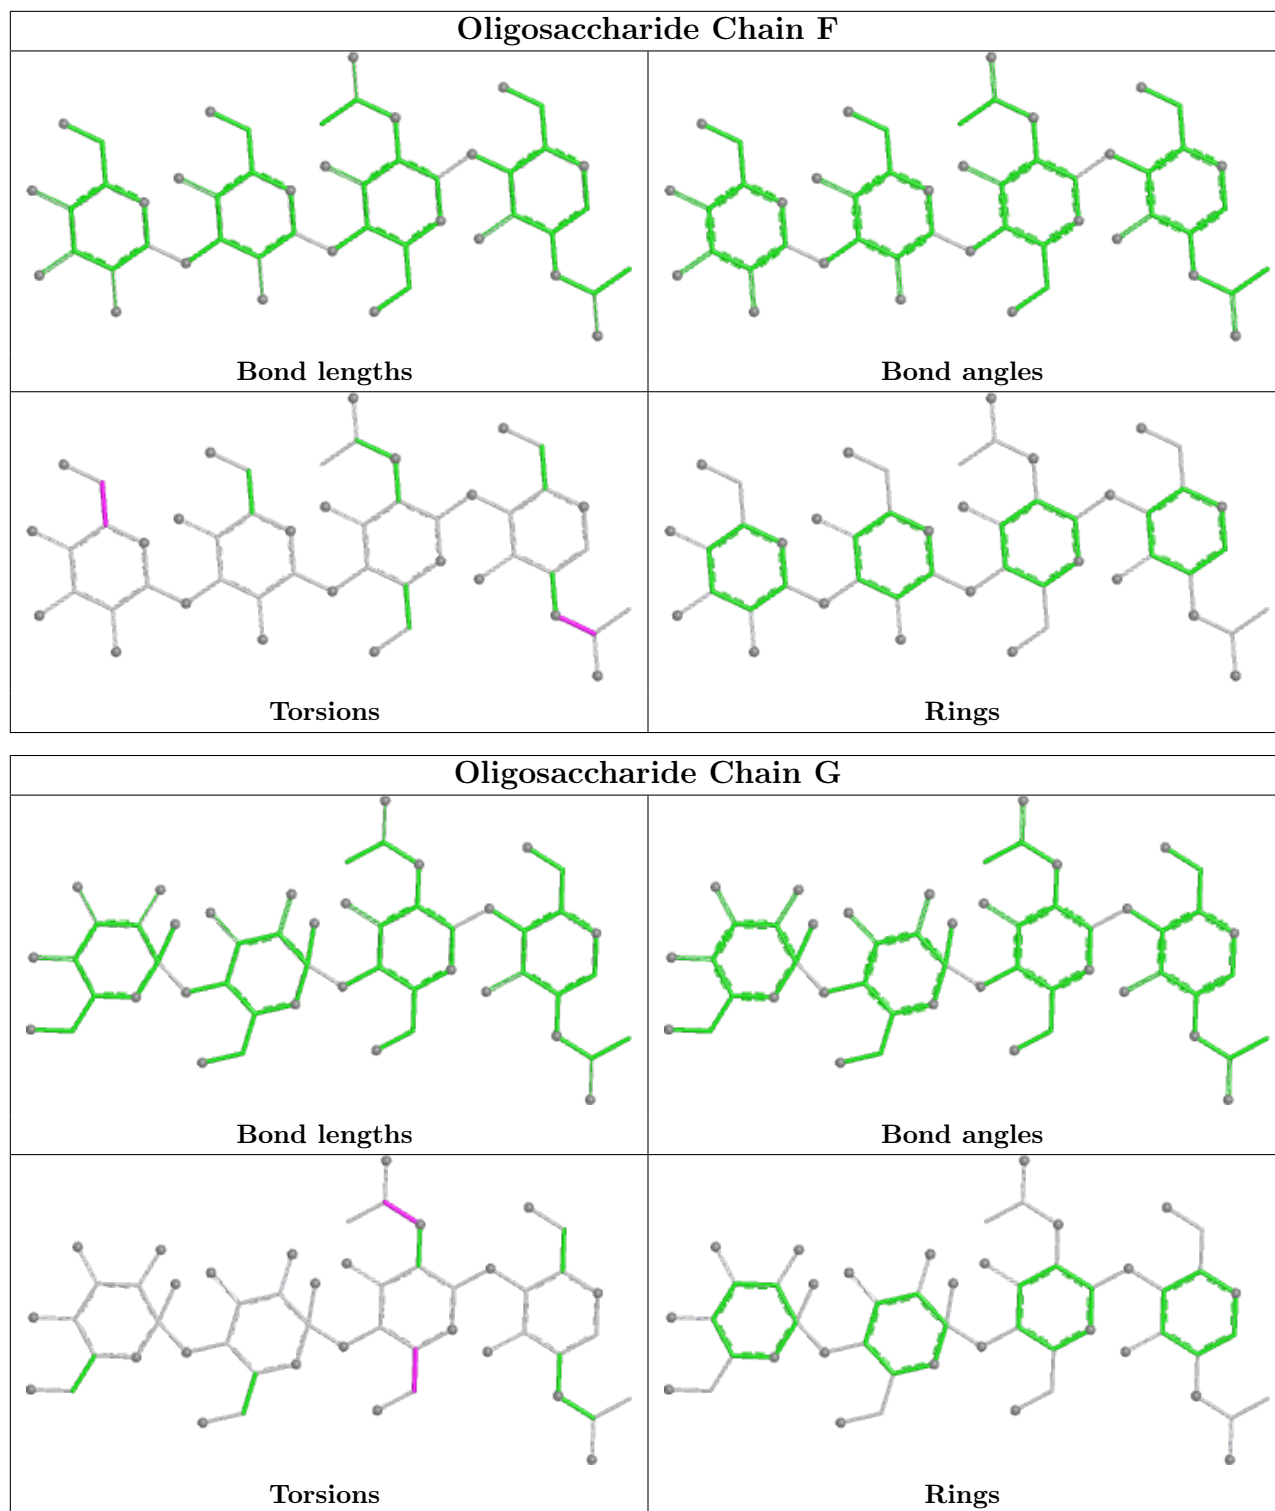 Oligosaccharide Chain F
Bond lengths
Bond angles
Torsions
Rings
Oligosaccharide Chain G
Bond lengths
Bond angles
Torsions
Rings